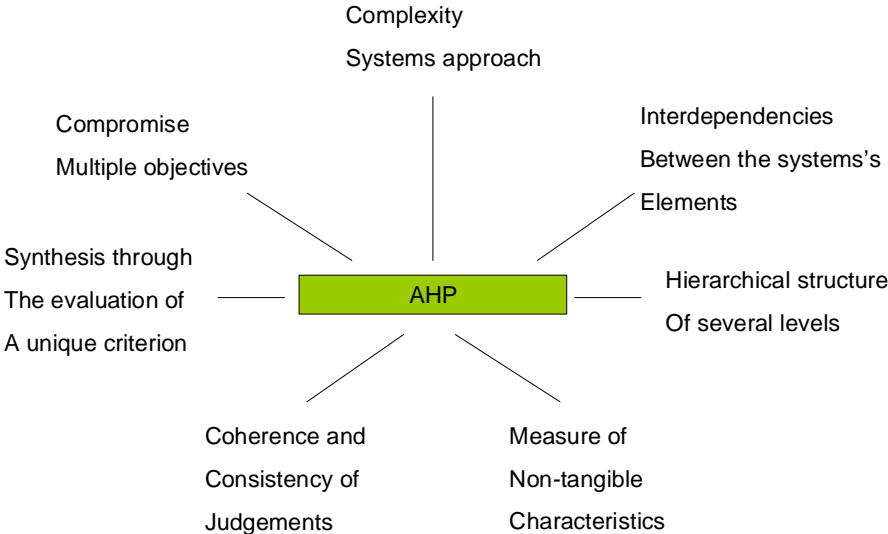 Complexity
Systems approach
Compromise
Multiple objectives
Interdependencies
Between the systems's
Elements
Synthesis through
The evaluation of
A unique criterion
AHP
Hierarchical structure
Of several levels
Coherence and
Consistency of
Judgements
Measure of
Non-tangible
Characteristics